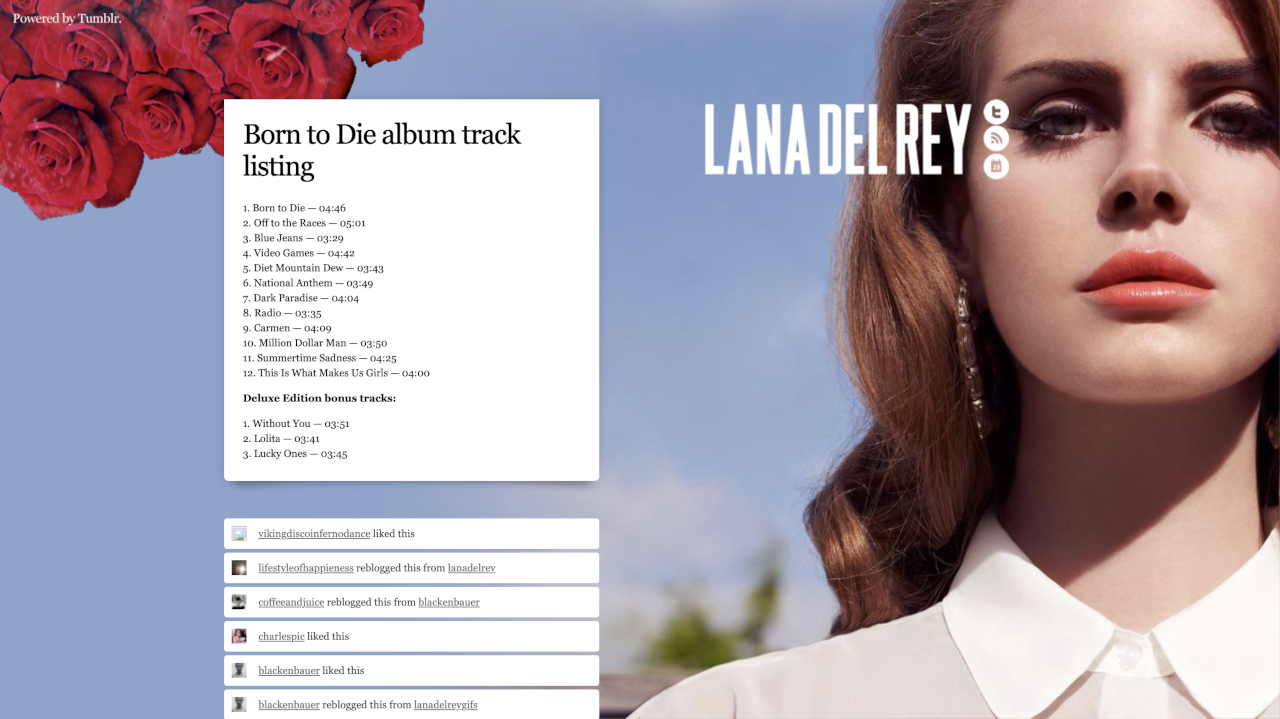 Powered by Tumblr.
Born to Die album track
listing
1. Born to Die — 04:46
2. Off to the Races — 05:01
3. Blue Jeans — 03:29
4. Video Games — 04:42
5. Diet Mountain Dew — 03:43
6. National Anthem — 03:49
7. Dark Paradise — 04:04
8. Radio — 03:35
9. Carmen — 04:09
10. Million Dollar Man — 03:50
11. Summertime Sadness — 04:25
12. This Is What Makes Us Girls — 04:00
Deluxe Edition bonus tracks:
1. Without You — 03:51
2. Lolita — 03:41
3. Lucky Ones — 03:45
vikingdiscoinfernodance liked this
lifestyleofhappieness reblogged this from lanadelrey
coffeeandjuice reblogged this from blackenbauer
charlespic liked this
blackenbauer liked this
blackenbauer reblogged this from lanadelreygifs
LANA DEL REY
t
23